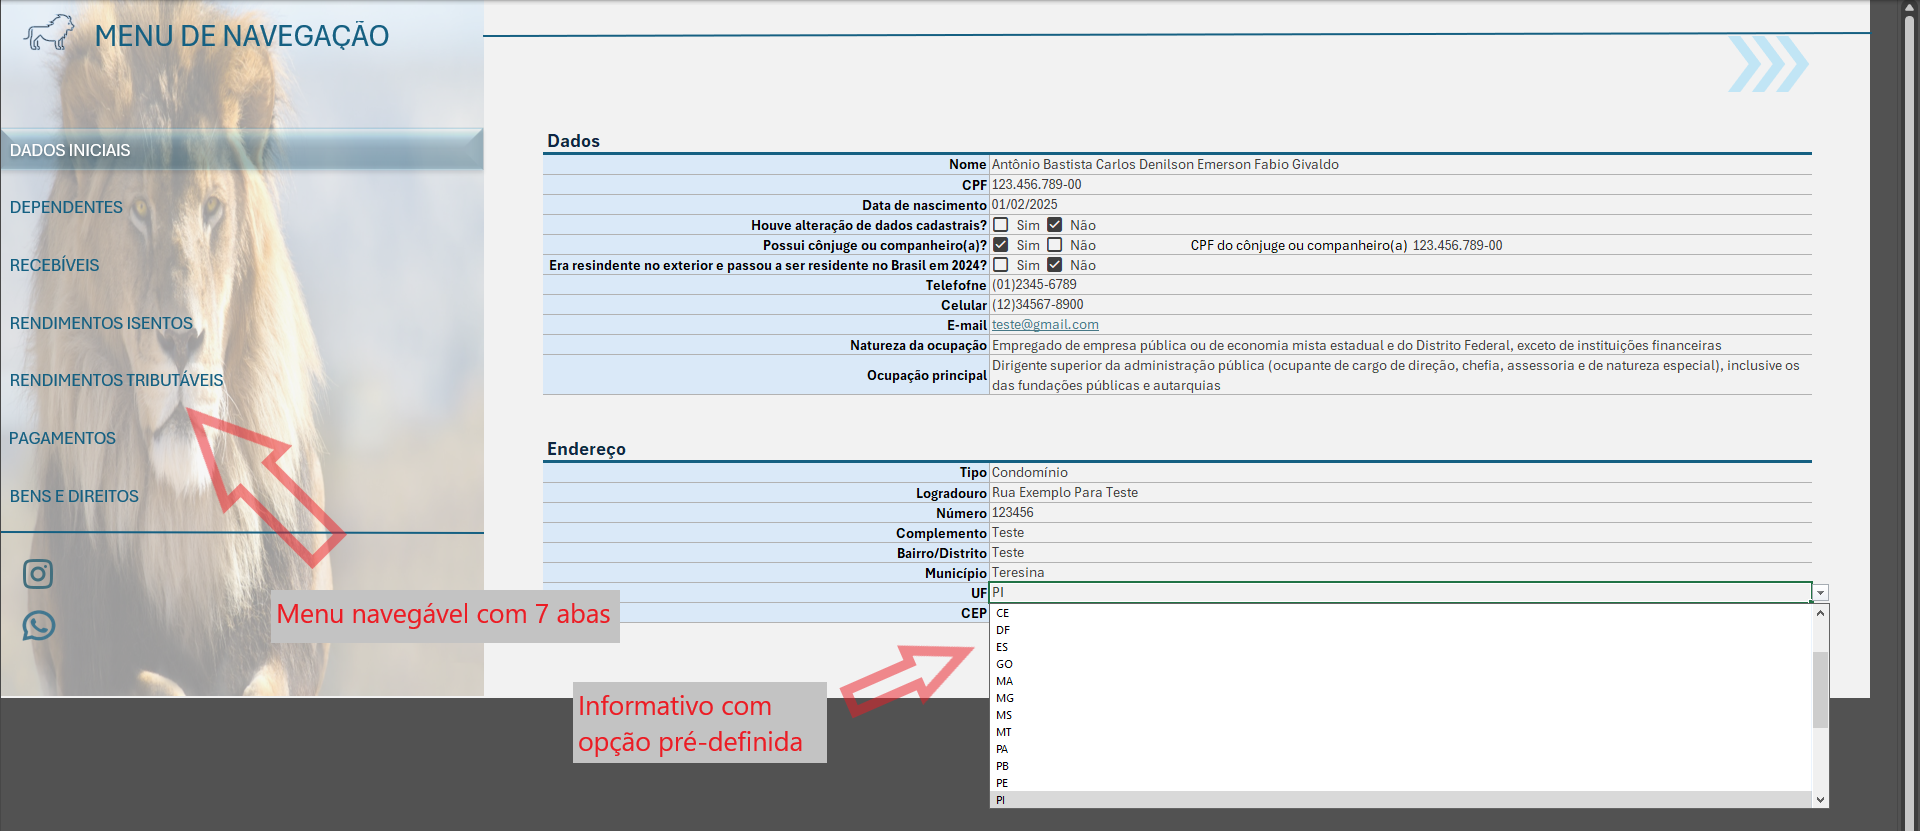 MENU DE NAVEGAÇÃO
DADOS INICIAIS
DEPENDENTES
RECEBÍVEIS
RENDIMENTOS ISENTOS
RENDIMENTOS TRIBUTÁVEIS
PAGAMENTOS
BENS E DIREITOS
Menu navegável com 7 abas
Dados
Nome Antônio Bastista Carlos Denilson Emerson Fabio Givaldo
CPF 123.456.789-00
Data de nascimento 01/02/2025
Houve alteração de dados cadastrais? Sim Não
Possui cônjuge ou companheiro(a)? Sim Não CPF do cônjuge ou companheiro(a) 123.456.789-00
Era resindente no exterior e passou a ser residente no Brasil em 2024? Sim Não
Telefofne (01)2345-6789
Celular (12)34567-8900
E-mail teste@gmail.com
Natureza da ocupação Empregado de empresa pública ou de economia mista estadual e do Distrito Federal, exceto de instituições financeiras
Ocupação principal Dirigente superior da administração pública (ocupante de cargo de direção, chefia, assessoria e de natureza especial), inclusive os
das fundações públicas e autarquias
Endereço
Tipo Condomínio
Logradouro Rua Exemplo Para Teste
Número 123456
Complemento Teste
Bairro/Distrito Teste
Município Teresina
UF PI
CEP
CE
DF
ES
GO
MA
MG
MS
MT
PA
PB
PE
PI
Informativo com
opção pré-definida